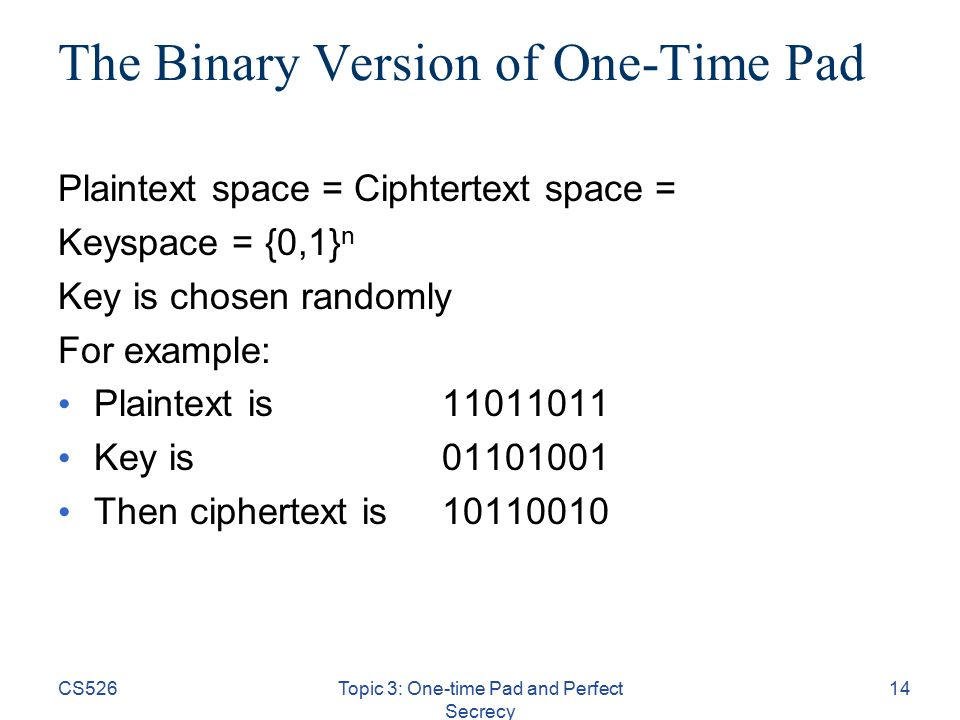 The Binary Version of One-Time Pad
Plaintext space = Ciphtertext space =
Keyspace = {0,1}ⁿ
Key is chosen randomly
For example:
• Plaintext is 11011011
• Key is 01101001
• Then ciphertext is 10110010
CS526
Topic 3: One-time Pad and Perfect
Secrecy
14